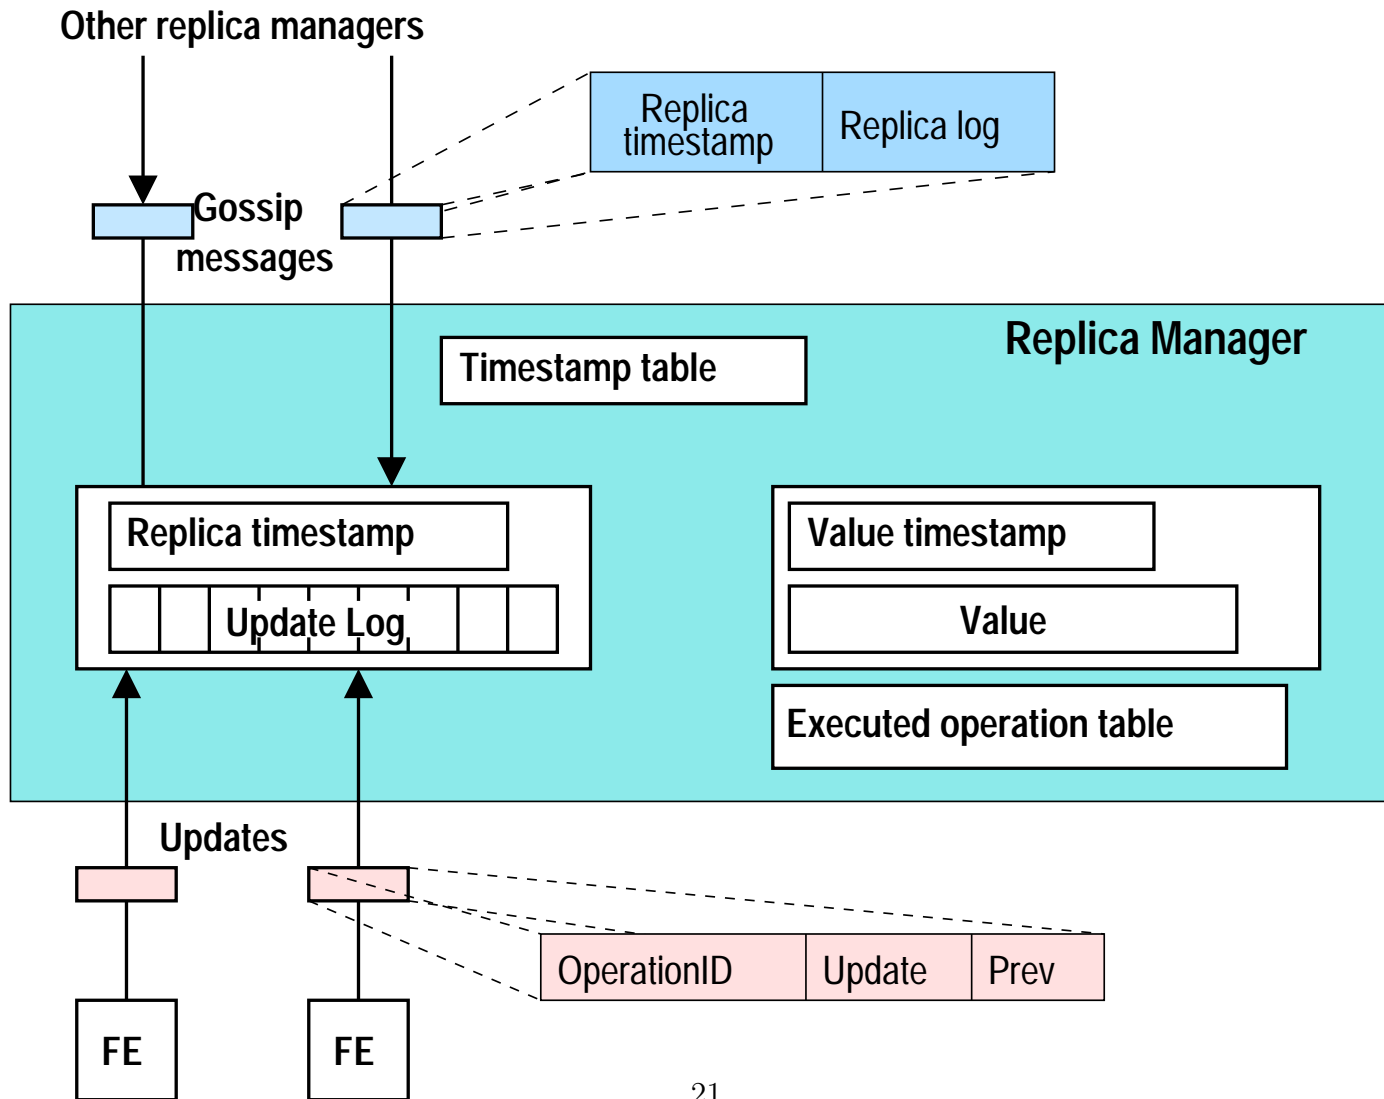 Other replica managers
Replica
timestamp
Replica log
Gossip
messages
Replica Manager
Timestamp table
Replica timestamp
Value timestamp
Update Log
Value
Executed operation table
Updates
OperationID
Update
Prev
FE
FE
21